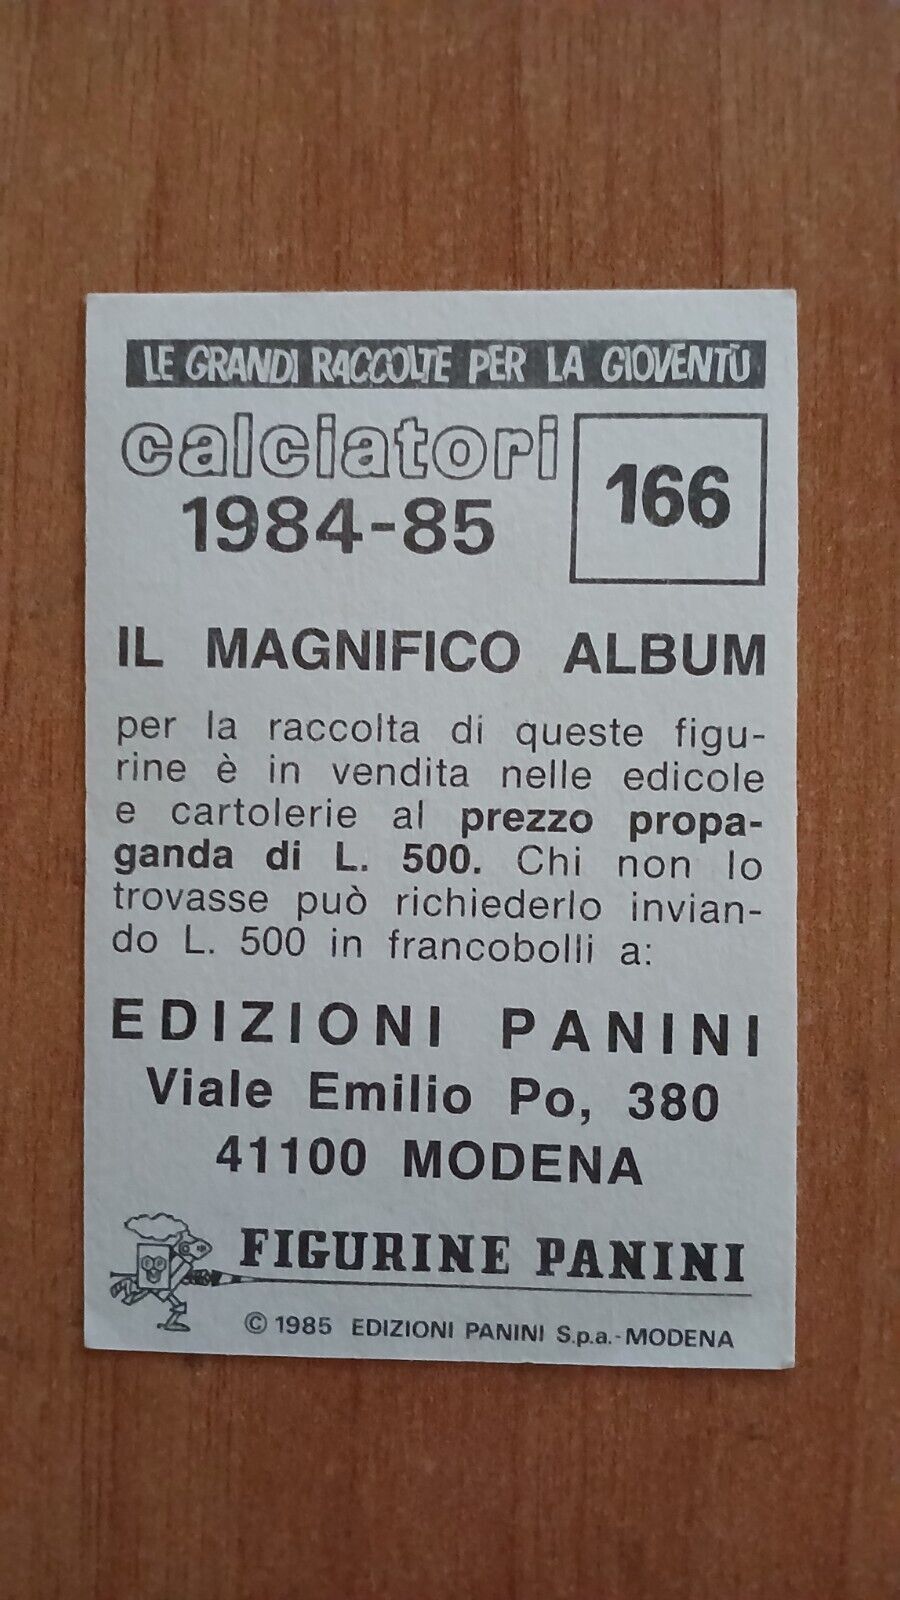 LE GRANDI RACCOLTE PER LA GIOVENTÙ
calciatori
1984-85
166
IL MAGNIFICO ALBUM
per la raccolta di queste figu-
rine è in vendita nelle edicole
e cartolerie al prezzo propa-
ganda di L. 500. Chi non lo
trovasse può richiederlo invian-
do L. 500 in francobolli a:
EDIZIONI PANINI
Viale Emilio Po, 380
41100 MODENA
FIGURINE PANINI
© 1985 EDIZIONI PANINI S.p.a.-MODENA